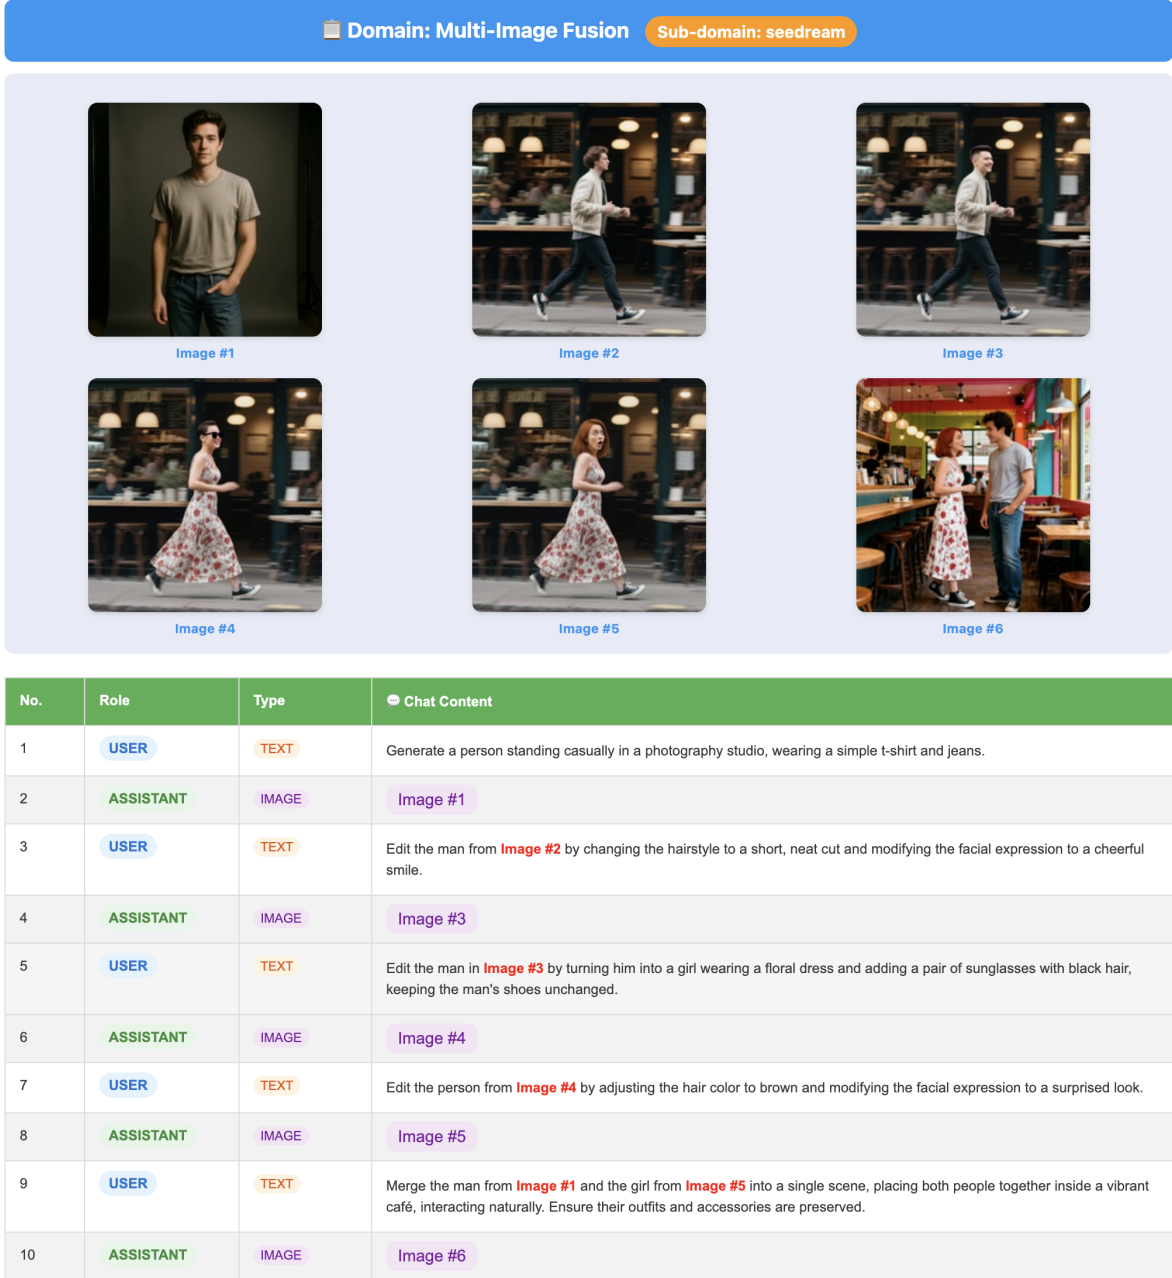 📋 Domain: Multi-Image Fusion Sub-domain: seedream
Image #1
Image #2
Image #3
Image #4
Image #5
Image #6
No. Role Type 💬 Chat Content
1 USER TEXT Generate a person standing casually in a photography studio, wearing a simple t-shirt and jeans.
2 ASSISTANT IMAGE Image #1
3 USER TEXT Edit the man from Image #2 by changing the hairstyle to a short, neat cut and modifying the facial expression to a cheerful
smile.
4 ASSISTANT IMAGE Image #3
5 USER TEXT Edit the man in Image #3 by turning him into a girl wearing a floral dress and adding a pair of sunglasses with black hair,
keeping the man's shoes unchanged.
6 ASSISTANT IMAGE Image #4
7 USER TEXT Edit the person from Image #4 by adjusting the hair color to brown and modifying the facial expression to a surprised look.
8 ASSISTANT IMAGE Image #5
9 USER TEXT Merge the man from Image #1 and the girl from Image #5 into a single scene, placing both people together inside a vibrant
café, interacting naturally. Ensure their outfits and accessories are preserved.
10 ASSISTANT IMAGE Image #6